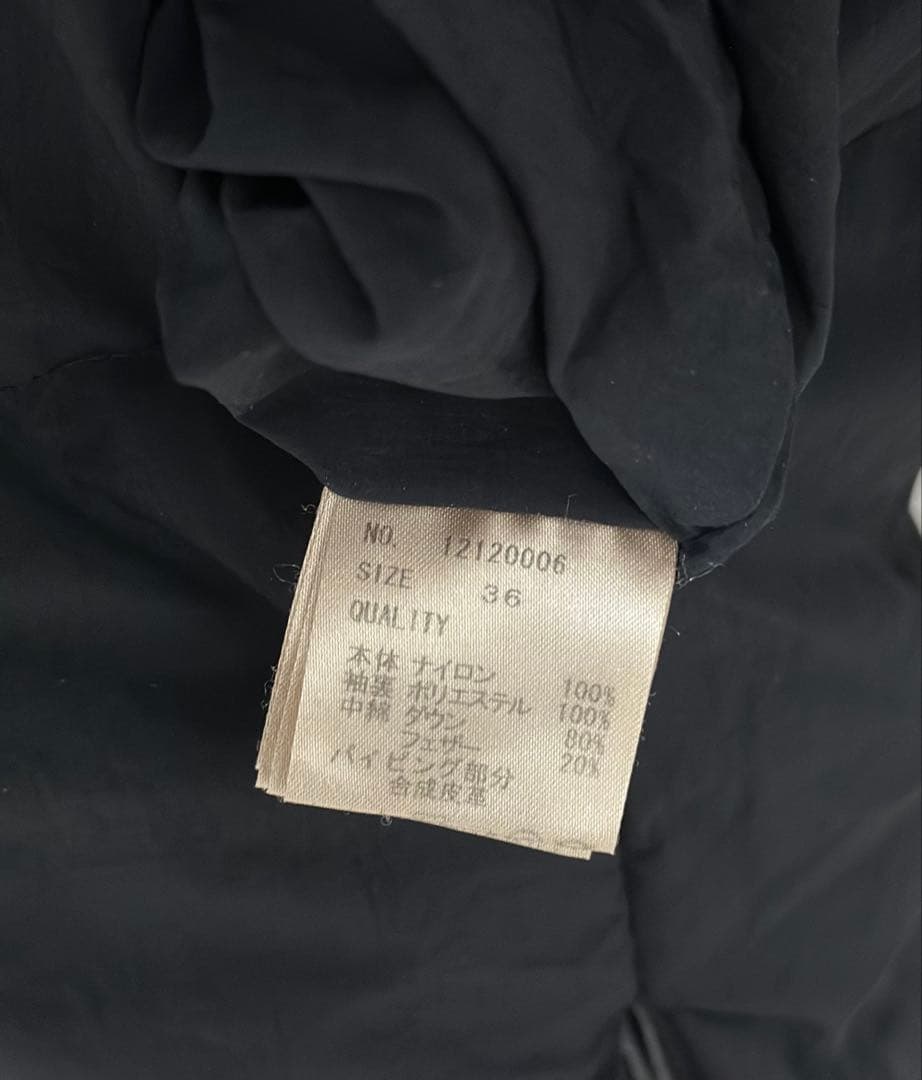 NO. 12120006
SIZE 36
QUALITY
本体 ナイロン 100%
袖裏 ポリエステル 100%
中綿 ダウン 80%
フェザー 20%
パイピング部分
合成皮革